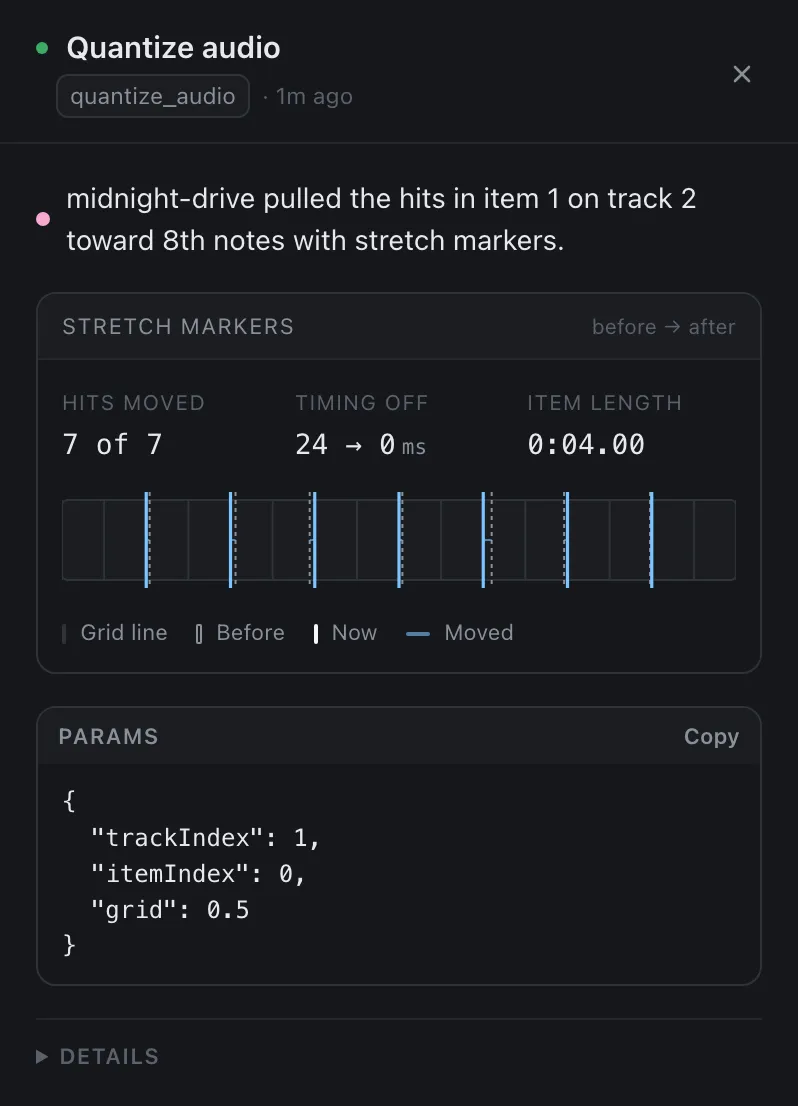 Quantize audio
quantize_audio · 1m ago
midnight-drive pulled the hits in item 1 on track 2
toward 8th notes with stretch markers.
STRETCH MARKERS before → after
HITS MOVED TIMING OFF ITEM LENGTH
7 of 7 24 → 0 ms 0:04.00
Grid line Before Now Moved
PARAMS Copy
{
"trackIndex": 1,
"itemIndex": 0,
"grid": 0.5
}
DETAILS